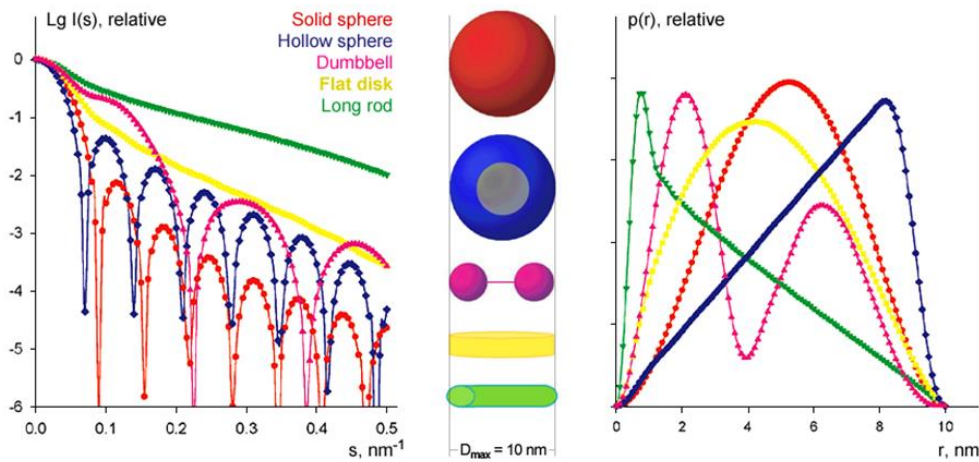 Lg I(s), relative
Solid sphere
Hollow sphere
Dumbbell
Flat disk
Long rod
0
-1
-2
-3
-4
-5
-6
0.0 0.1 0.2 0.3 0.4 0.5
s, nm⁻¹
Dmax = 10 nm
p(r), relative
0 2 4 6 8 10
r, nm